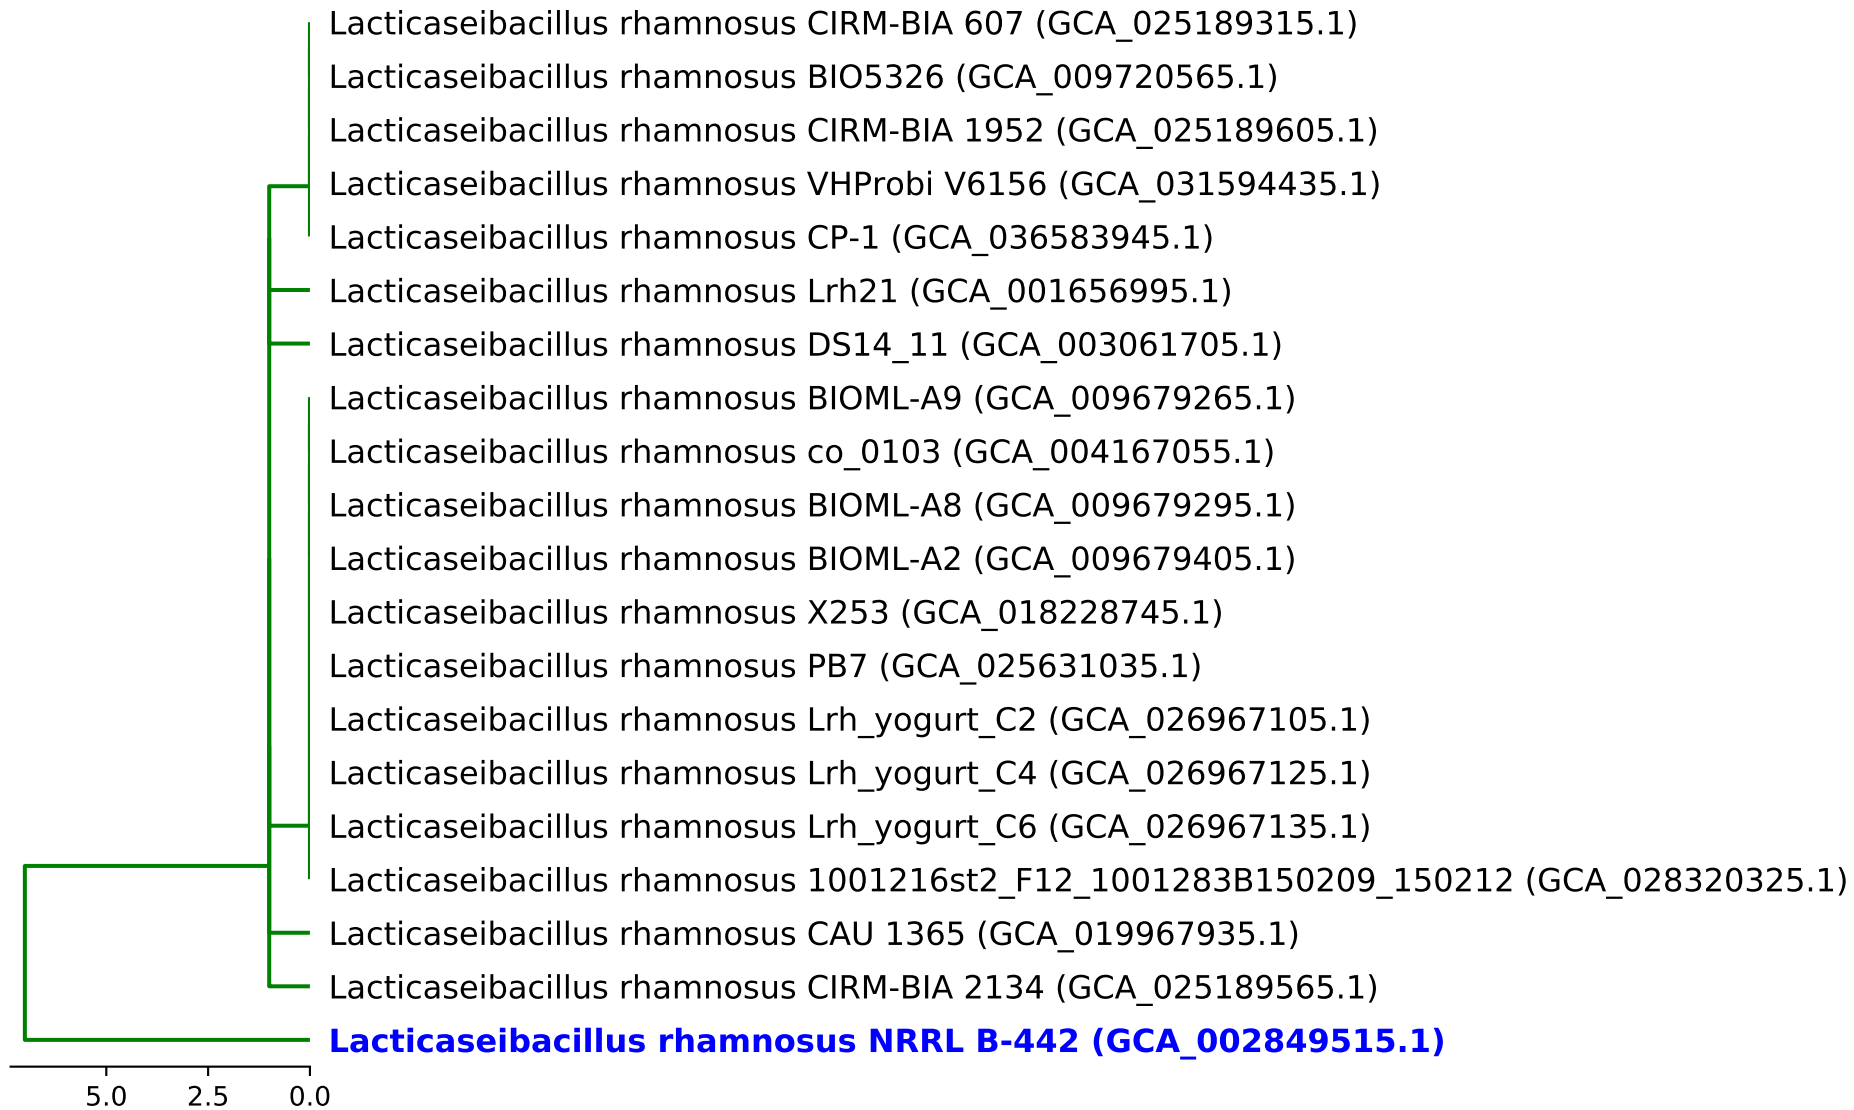 Lacticaseibacillus rhamnosus CIRM-BIA 607 (GCA_025189315.1)
Lacticaseibacillus rhamnosus BIO5326 (GCA_009720565.1)
Lacticaseibacillus rhamnosus CIRM-BIA 1952 (GCA_025189605.1)
Lacticaseibacillus rhamnosus VHProbi V6156 (GCA_031594435.1)
Lacticaseibacillus rhamnosus CP-1 (GCA_036583945.1)
Lacticaseibacillus rhamnosus Lrh21 (GCA_001656995.1)
Lacticaseibacillus rhamnosus DS14_11 (GCA_003061705.1)
Lacticaseibacillus rhamnosus BIOML-A9 (GCA_009679265.1)
Lacticaseibacillus rhamnosus co_0103 (GCA_004167055.1)
Lacticaseibacillus rhamnosus BIOML-A8 (GCA_009679295.1)
Lacticaseibacillus rhamnosus BIOML-A2 (GCA_009679405.1)
Lacticaseibacillus rhamnosus X253 (GCA_018228745.1)
Lacticaseibacillus rhamnosus PB7 (GCA_025631035.1)
Lacticaseibacillus rhamnosus Lrh_yogurt_C2 (GCA_026967105.1)
Lacticaseibacillus rhamnosus Lrh_yogurt_C4 (GCA_026967125.1)
Lacticaseibacillus rhamnosus Lrh_yogurt_C6 (GCA_026967135.1)
Lacticaseibacillus rhamnosus 1001216st2_F12_1001283B150209_150212 (GCA_028320325.1)
Lacticaseibacillus rhamnosus CAU 1365 (GCA_019967935.1)
Lacticaseibacillus rhamnosus CIRM-BIA 2134 (GCA_025189565.1)
Lacticaseibacillus rhamnosus NRRL B-442 (GCA_002849515.1)
5.0 2.5 0.0